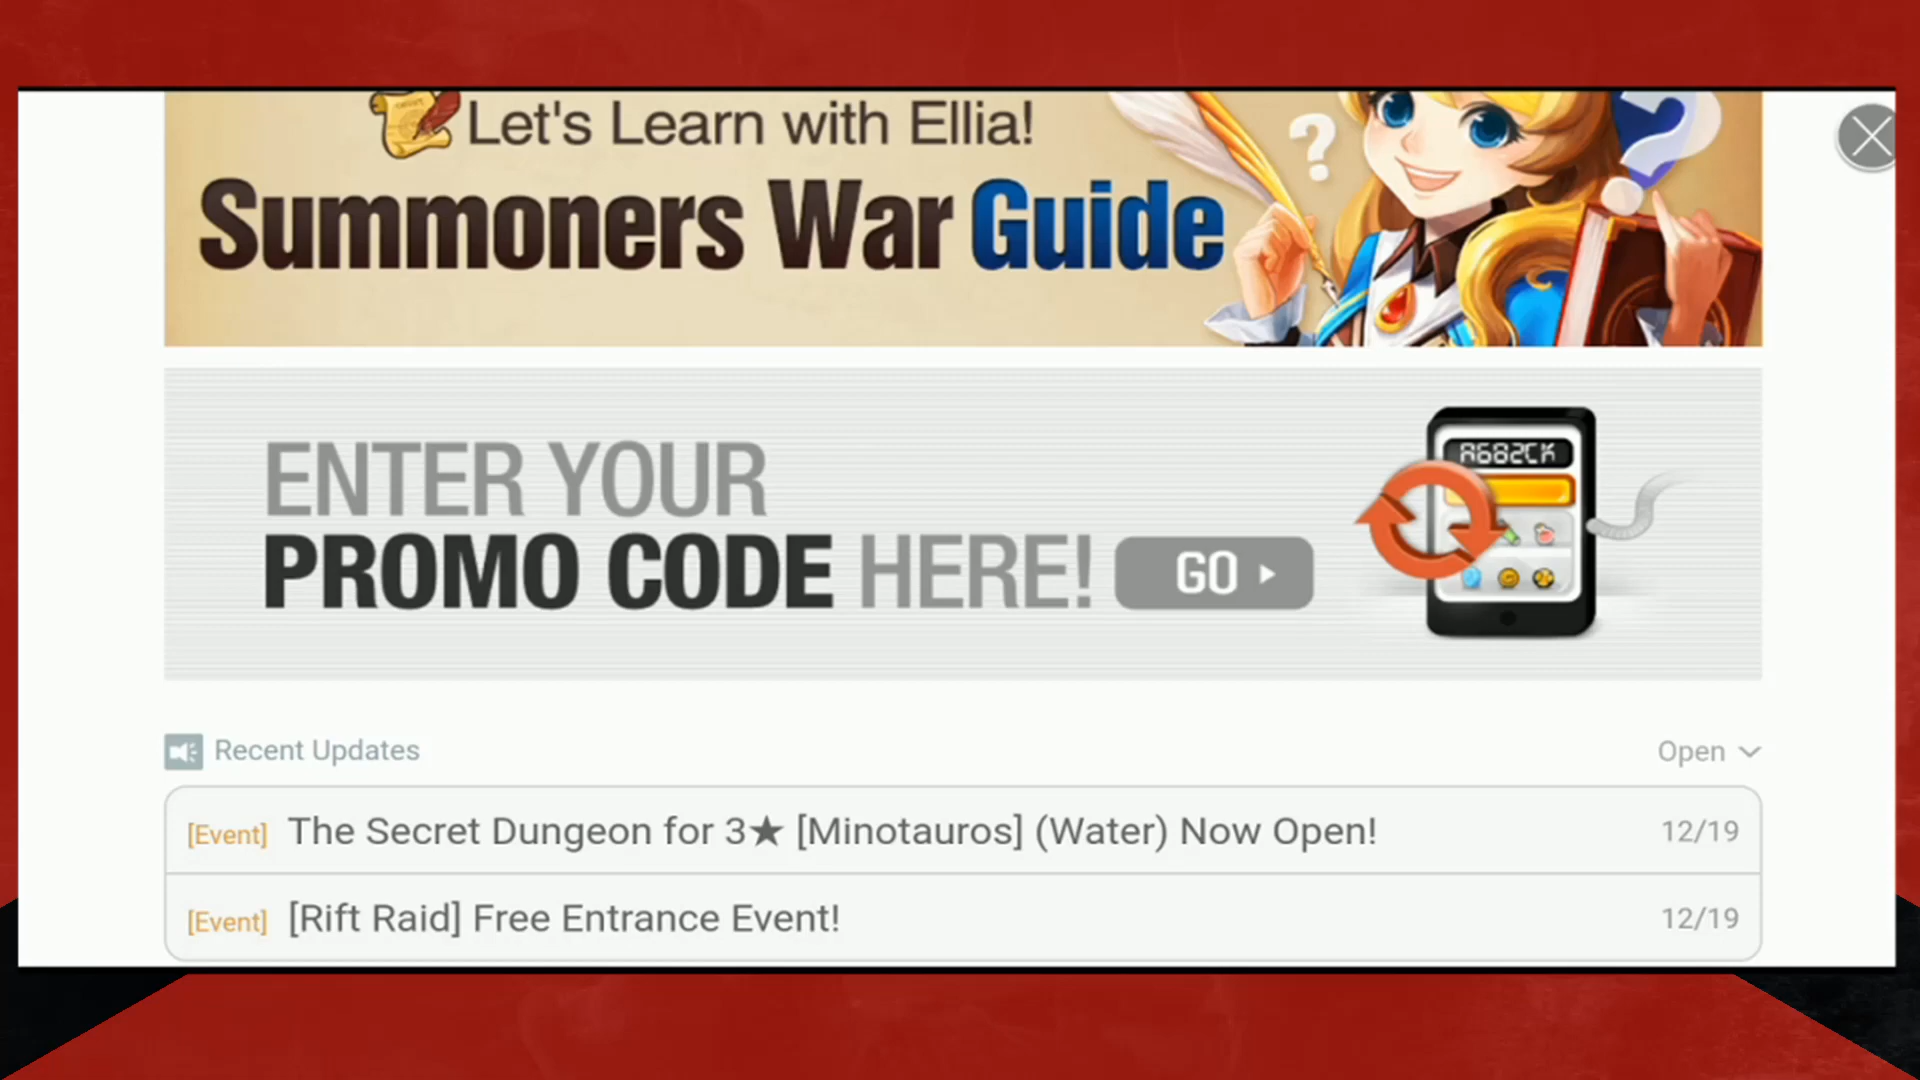 Let's Learn with Ellia!
Summoners War Guide
ENTER YOUR
PROMO CODE HERE! GO
A682CK
Recent Updates
Open
[Event] The Secret Dungeon for 3★ [Minotauros] (Water) Now Open! 12/19
[Event] [Rift Raid] Free Entrance Event! 12/19